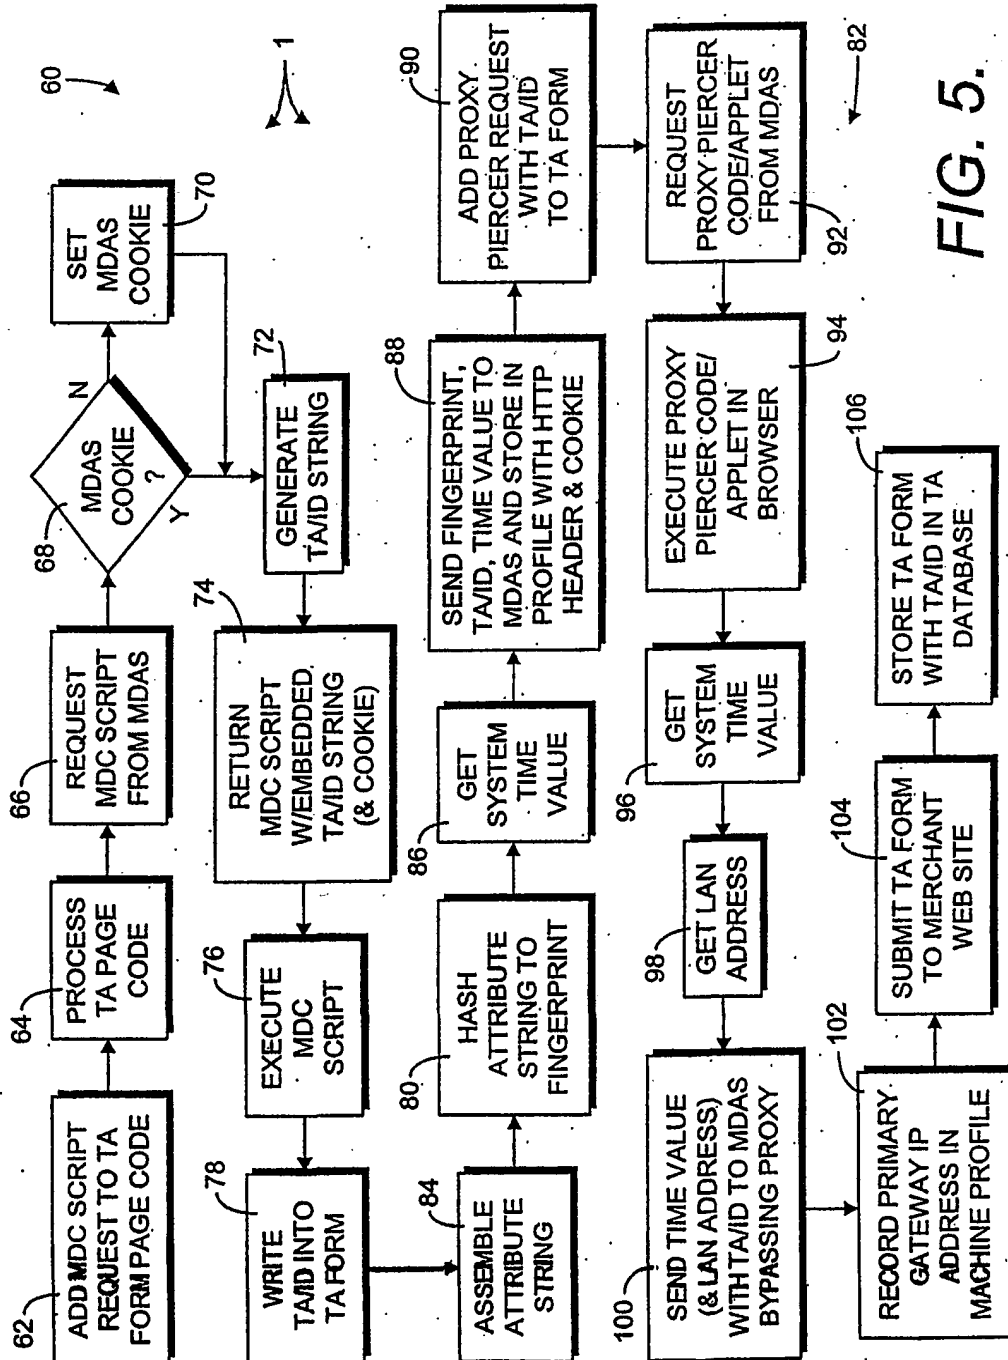 60
62
ADD MDC SCRIPT
REQUEST TO TA
FORM PAGE CODE
64
PROCESS
TA PAGE
CODE
66
REQUEST
MDC SCRIPT
FROM MDAS
68
MDAS
COOKIE
?
N
Y
SET
MDAS
COOKIE
70
1
GENERATE
TA/ID STRING
72
RETURN
MDC SCRIPT
W/EMBEDDED
TA/ID STRING
(& COOKIE)
74
EXECUTE
MDC
SCRIPT
76
WRITE
TA/ID INTO
TA FORM
78
84
ASSEMBLE
ATTRIBUTE
STRING
80
HASH
ATTRIBUTE
STRING TO
FINGERPRINT
86
GET
SYSTEM
TIME
VALUE
88
SEND FINGERPRINT,
TA/ID, TIME VALUE TO
MDAS AND STORE IN
PROFILE WITH HTTP
HEADER & COOKIE
90
ADD PROXY
PIERCER REQUEST
WITH TA/ID
TO TA FORM
REQUEST
PROXY PIERCER
CODE/APPLET
FROM MDAS
92
EXECUTE PROXY
PIERCER CODE/
APPLET IN
BROWSER
94
96
GET
SYSTEM
TIME
VALUE
98
GET LAN
ADDRESS
100
SEND TIME VALUE
(& LAN ADDRESS)
WITH TA/ID TO MDAS
BYPASSING PROXY
82
102
RECORD PRIMARY
GATEWAY IP
ADDRESS IN
MACHINE PROFILE
104
SUBMIT TA FORM
TO MERCHANT
WEB SITE
106
STORE TA FORM
WITH TA/ID IN TA
DATABASE
FIG. 5.